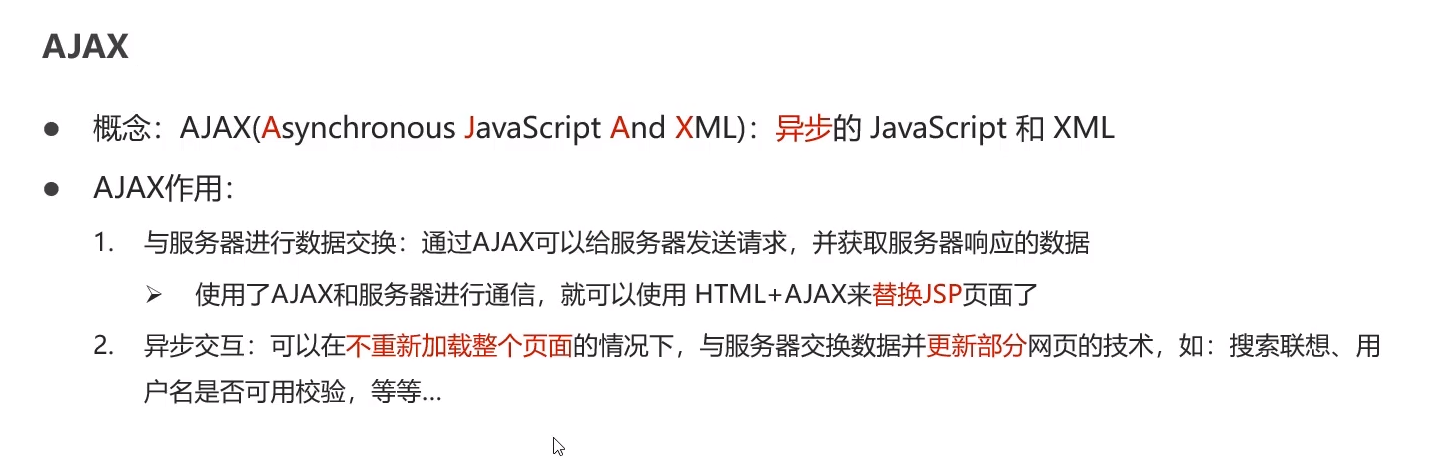 AJAX
● 概念：AJAX(Asynchronous JavaScript And XML)：异步的 JavaScript 和 XML
● AJAX作用：
1. 与服务器进行数据交换：通过AJAX可以给服务器发送请求，并获取服务器响应的数据
➢ 使用了AJAX和服务器进行通信，就可以使用 HTML+AJAX来替换JSP页面了
2. 异步交互：可以在不重新加载整个页面的情况下，与服务器交换数据并更新部分网页的技术，如：搜索联想、用
户名是否可用校验，等等...